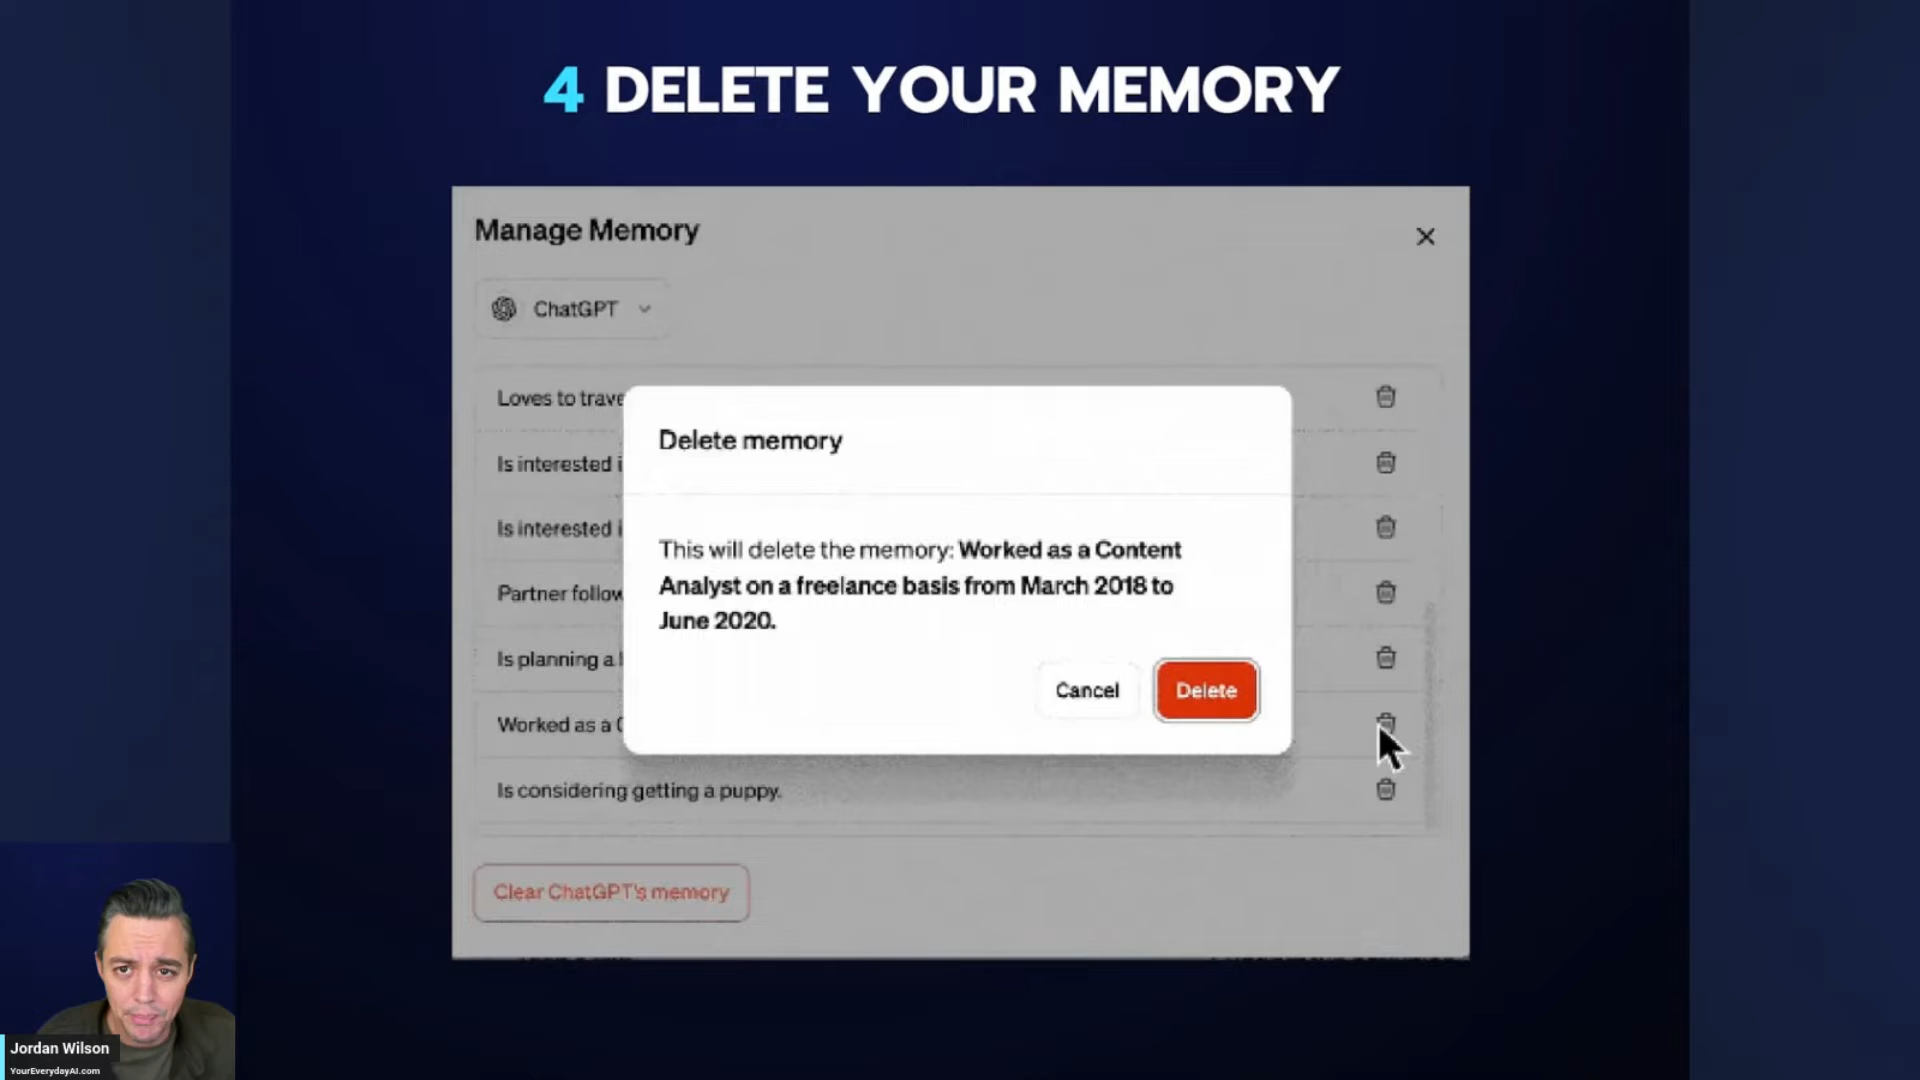 4 DELETE YOUR MEMORY
Manage Memory
ChatGPT
Loves to trave
Is interested i
Is interested i
Partner follow
Is planning a
Worked as a C
Is considering getting a puppy.
Delete memory
This will delete the memory: Worked as a Content
Analyst on a freelance basis from March 2018 to
June 2020.
Cancel
Delete
Clear ChatGPT's memory
Jordan Wilson
YourEverydayAI.com